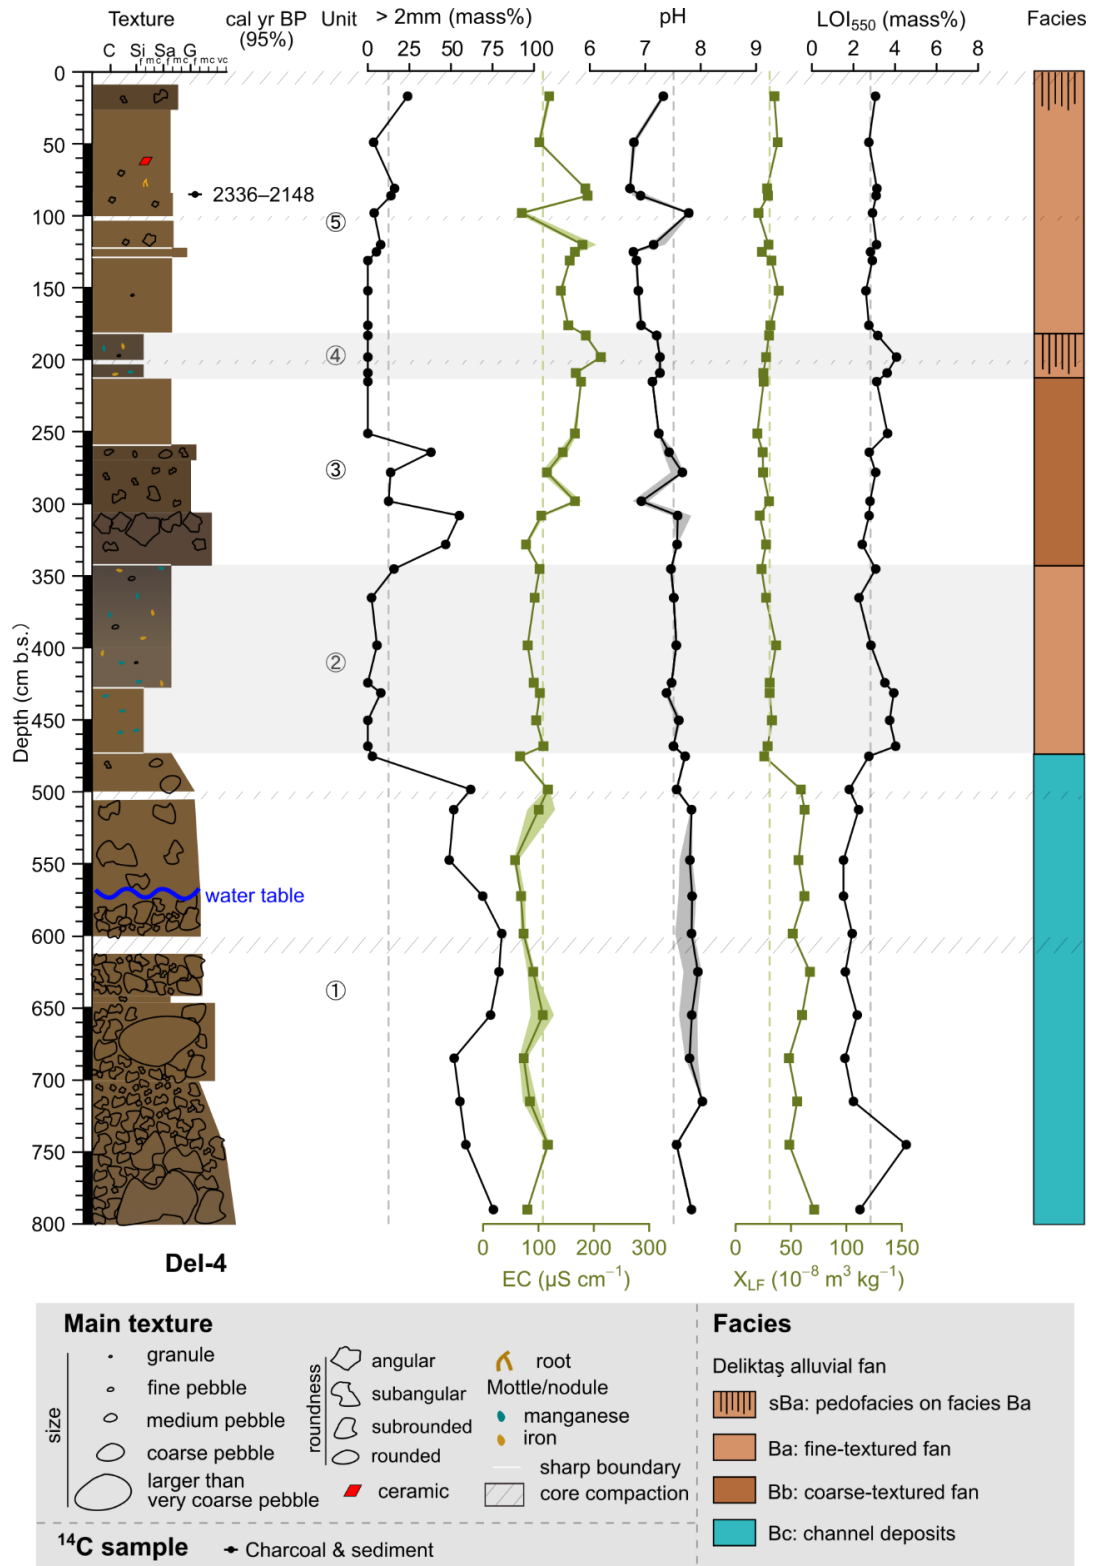 Texture cal yr BP (95%) Unit > 2mm (mass%) pH LOI550 (mass%) Facies
C Si Sa G
f m c f m c f m c vc
0 25 50 75 100 6 7 8 9 0 2 4 6 8
Depth (cm b.s.)
0
50
2336–2148
100
⑤
150
200
④
250
③
300
350
400
②
450
500
550
water table
600
①
650
700
750
800
0 100 200 300 0 50 100 150
Del-4
EC (µS cm−1) XLF (10−8 m3 kg−1)
Main texture
size
granule
fine pebble
medium pebble
coarse pebble
larger than
very coarse pebble
roundness
angular
subangular
subrounded
rounded
ceramic
root
Mottle/nodule
manganese
iron
sharp boundary
core compaction
14C sample Charcoal & sediment
Facies
Deliktaş alluvial fan
sBa: pedofacies on facies Ba
Ba: fine-textured fan
Bb: coarse-textured fan
Bc: channel deposits